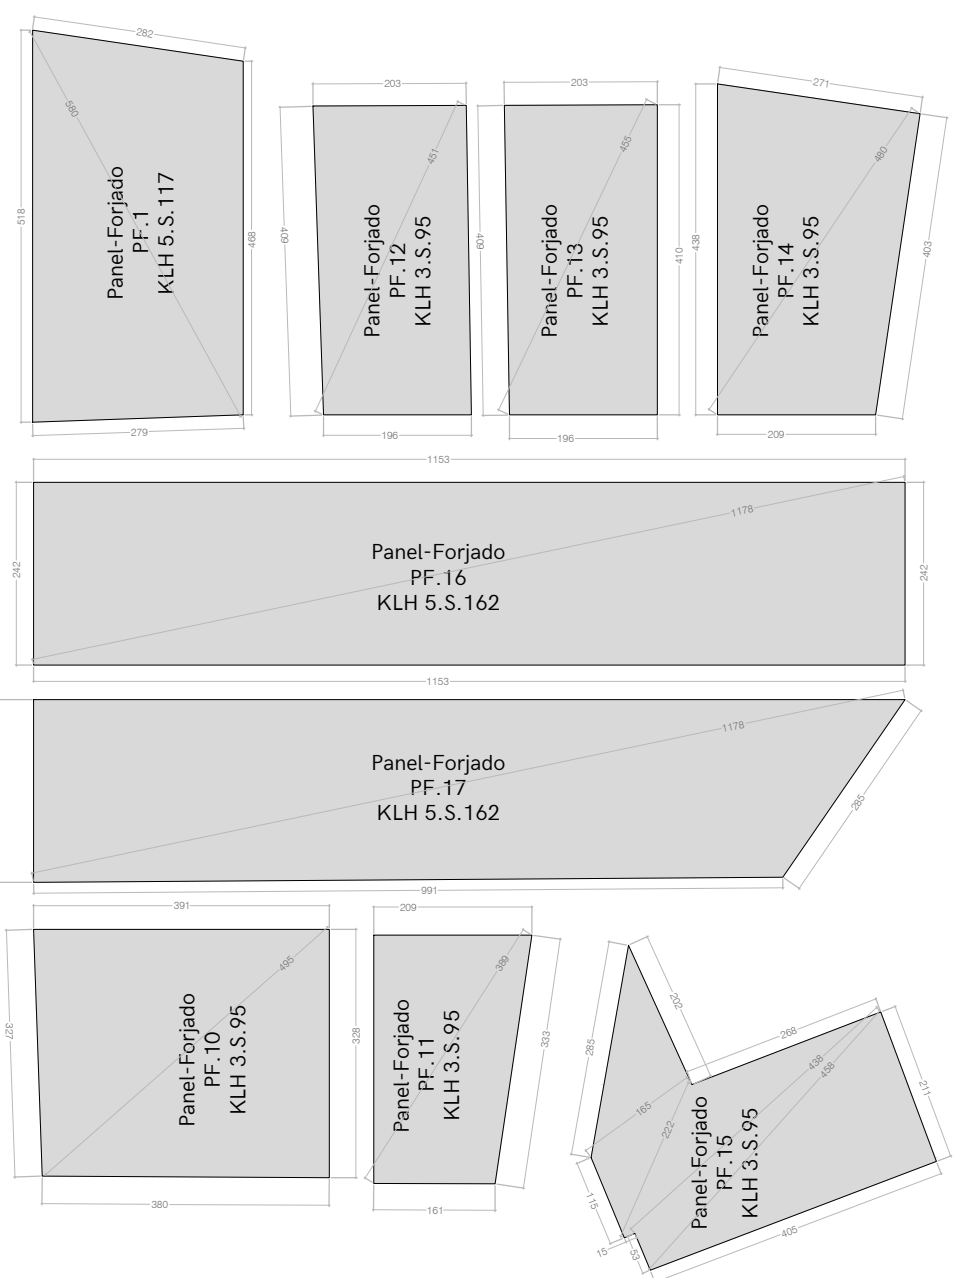 282
580
Panel-Forjado
PF.1
KLH 5.S.117
518
468
279
203
451
Panel-Forjado
PF.12
KLH 3.S.95
409
196
203
455
Panel-Forjado
PF.13
KLH 3.S.95
409
410
196
271
480
Panel-Forjado
PF.14
KLH 3.S.95
438
403
209
1153
1178
242
Panel-Forjado
PF.16
KLH 5.S.162
242
1153
1178
Panel-Forjado
PF.17
KLH 5.S.162
285
991
391
495
Panel-Forjado
PF.10
KLH 3.S.95
327
328
380
209
389
Panel-Forjado
PF.11
KLH 3.S.95
333
161
202
285
268
438
458
165
222
211
Panel-Forjado
PF.15
KLH 3.S.95
115
15
53
405